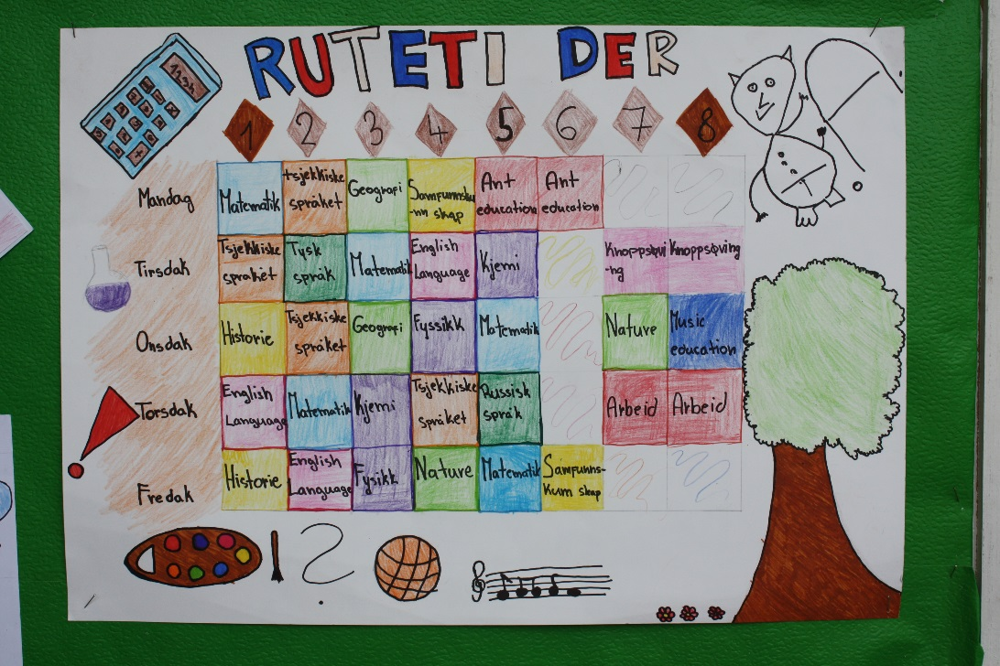 RUTETI DER
1234
1 2 3 4 5 6 7 8
Mandag
Matematik
tsjekkiske
språket
Geografi
Samfunnsku
-nn skap
Ant
education
Ant
education
Tirsdak
Tsjekkiske
språket
Tysk
språk
Matematik
English
Language
Kjemi
Knoppsøvi
-ng
Knoppsøving
Onsdak
Historie
Tsjekkiske
språket
Geografi
Fyssikk
Matematik
Nature
Music
education
Torsdak
English
Language
Matematik
Kjemi
Tsjekkiske
språket
Russisk
språk
Arbeid
Arbeid
Fredak
Historie
English
Language
Fysikk
Nature
Matematik
Samfunns-
Kum skap